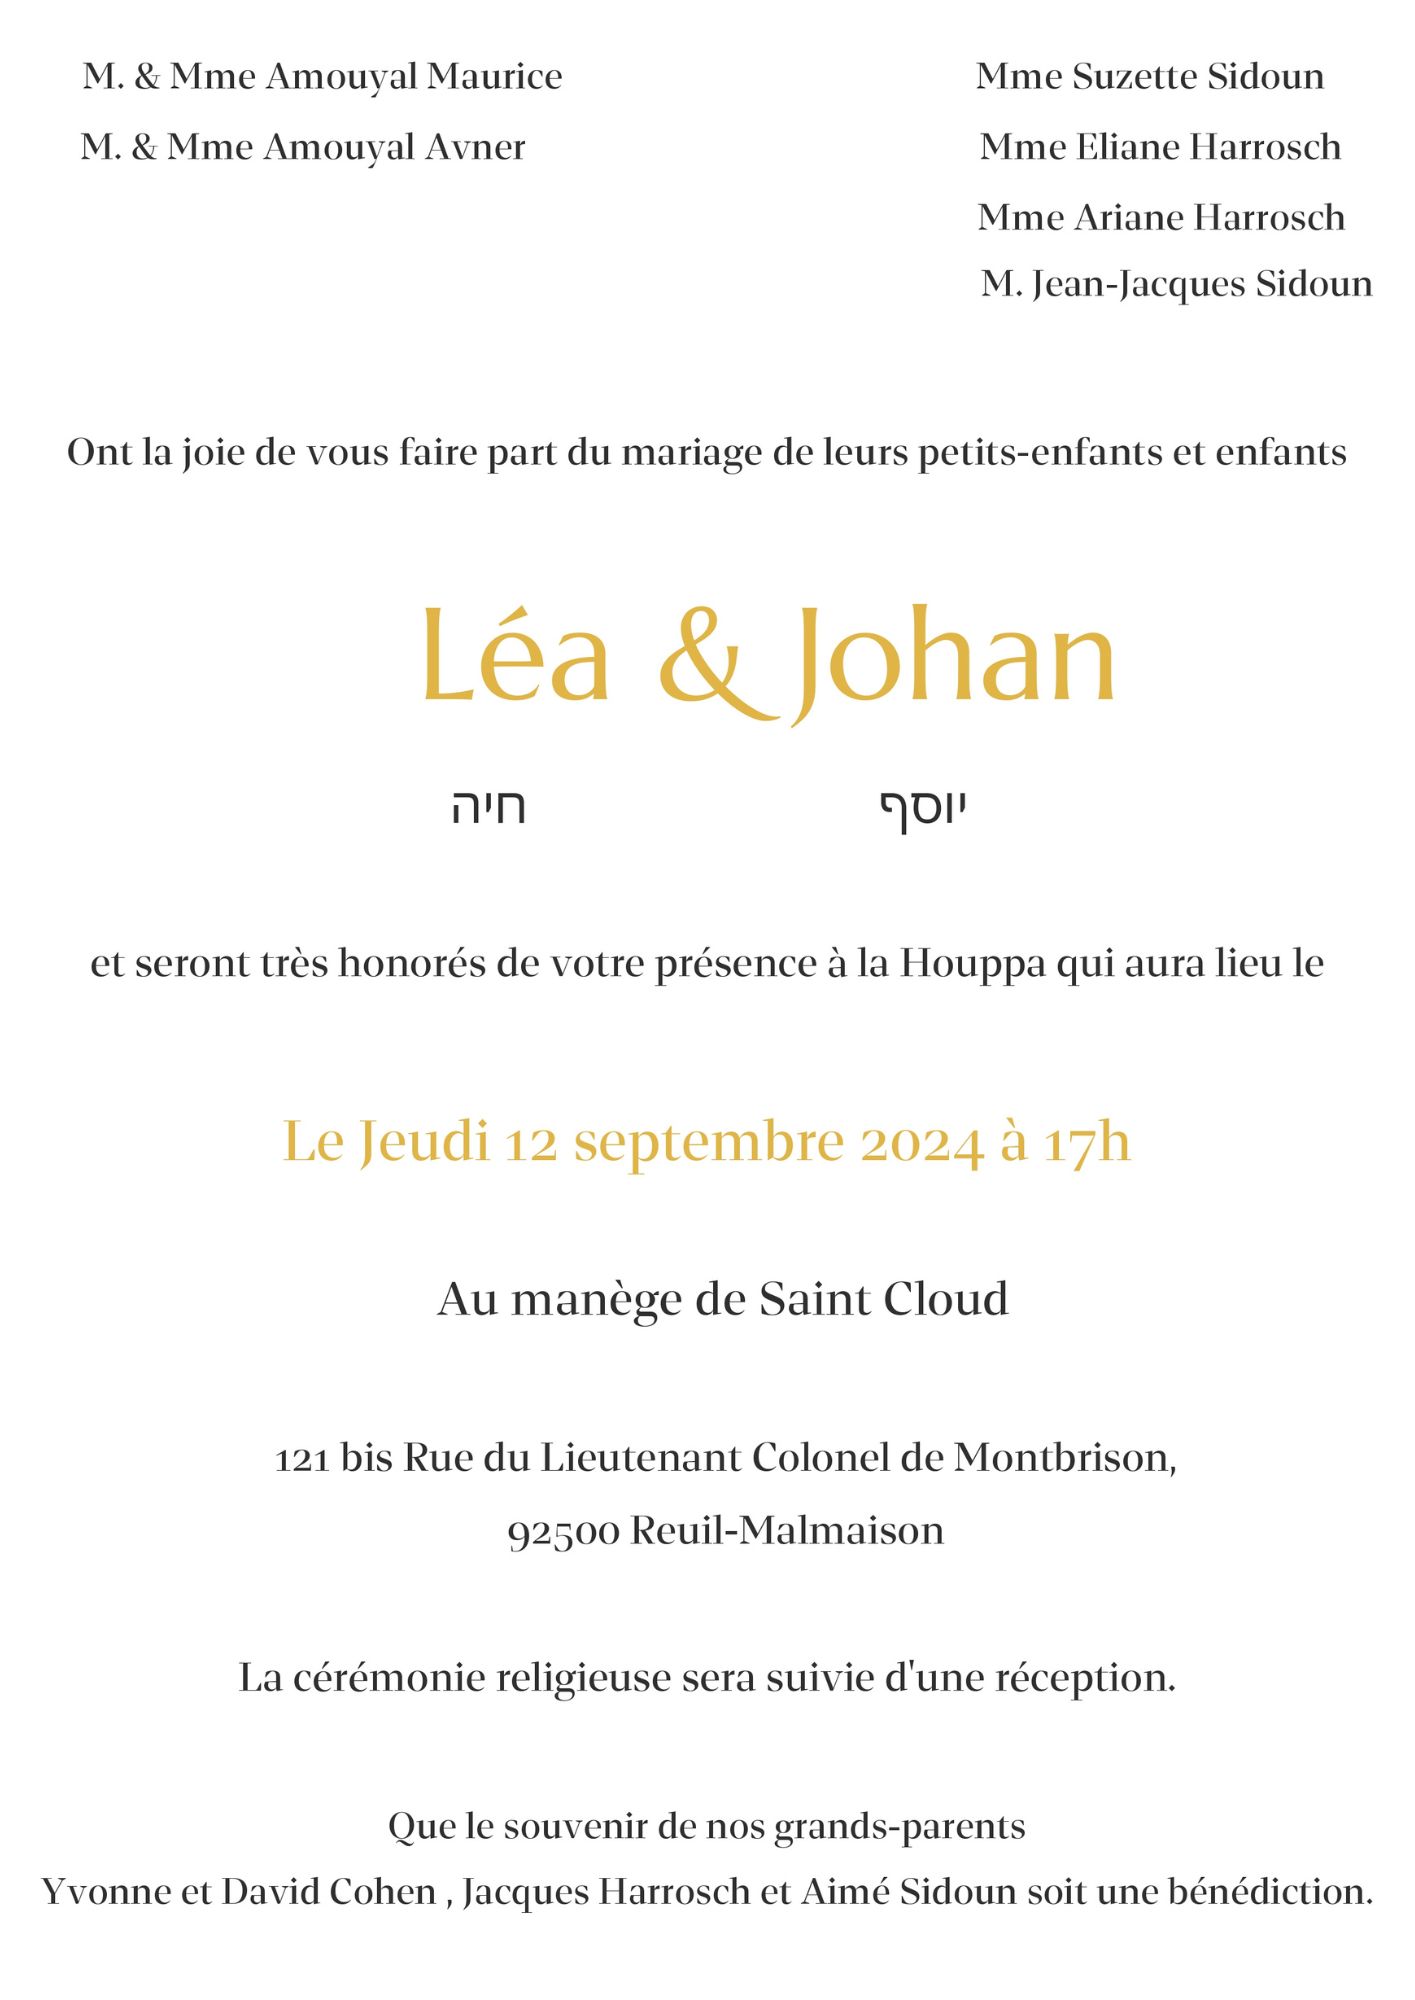 M. & Mme Amouyal Maurice
M. & Mme Amouyal Avner
Mme Suzette Sidoun
Mme Eliane Harrosch
Mme Ariane Harrosch
M. Jean-Jacques Sidoun
Ont la joie de vous faire part du mariage de leurs petits-enfants et enfants
Léa & Johan
חיה
יוסף
et seront très honorés de votre présence à la Houppa qui aura lieu le
Le Jeudi 12 septembre 2024 à 17h
Au manège de Saint Cloud
121 bis Rue du Lieutenant Colonel de Montbrison,
92500 Reuil-Malmaison
La cérémonie religieuse sera suivie d'une réception.
Que le souvenir de nos grands-parents
Yvonne et David Cohen , Jacques Harrosch et Aimé Sidoun soit une bénédiction.